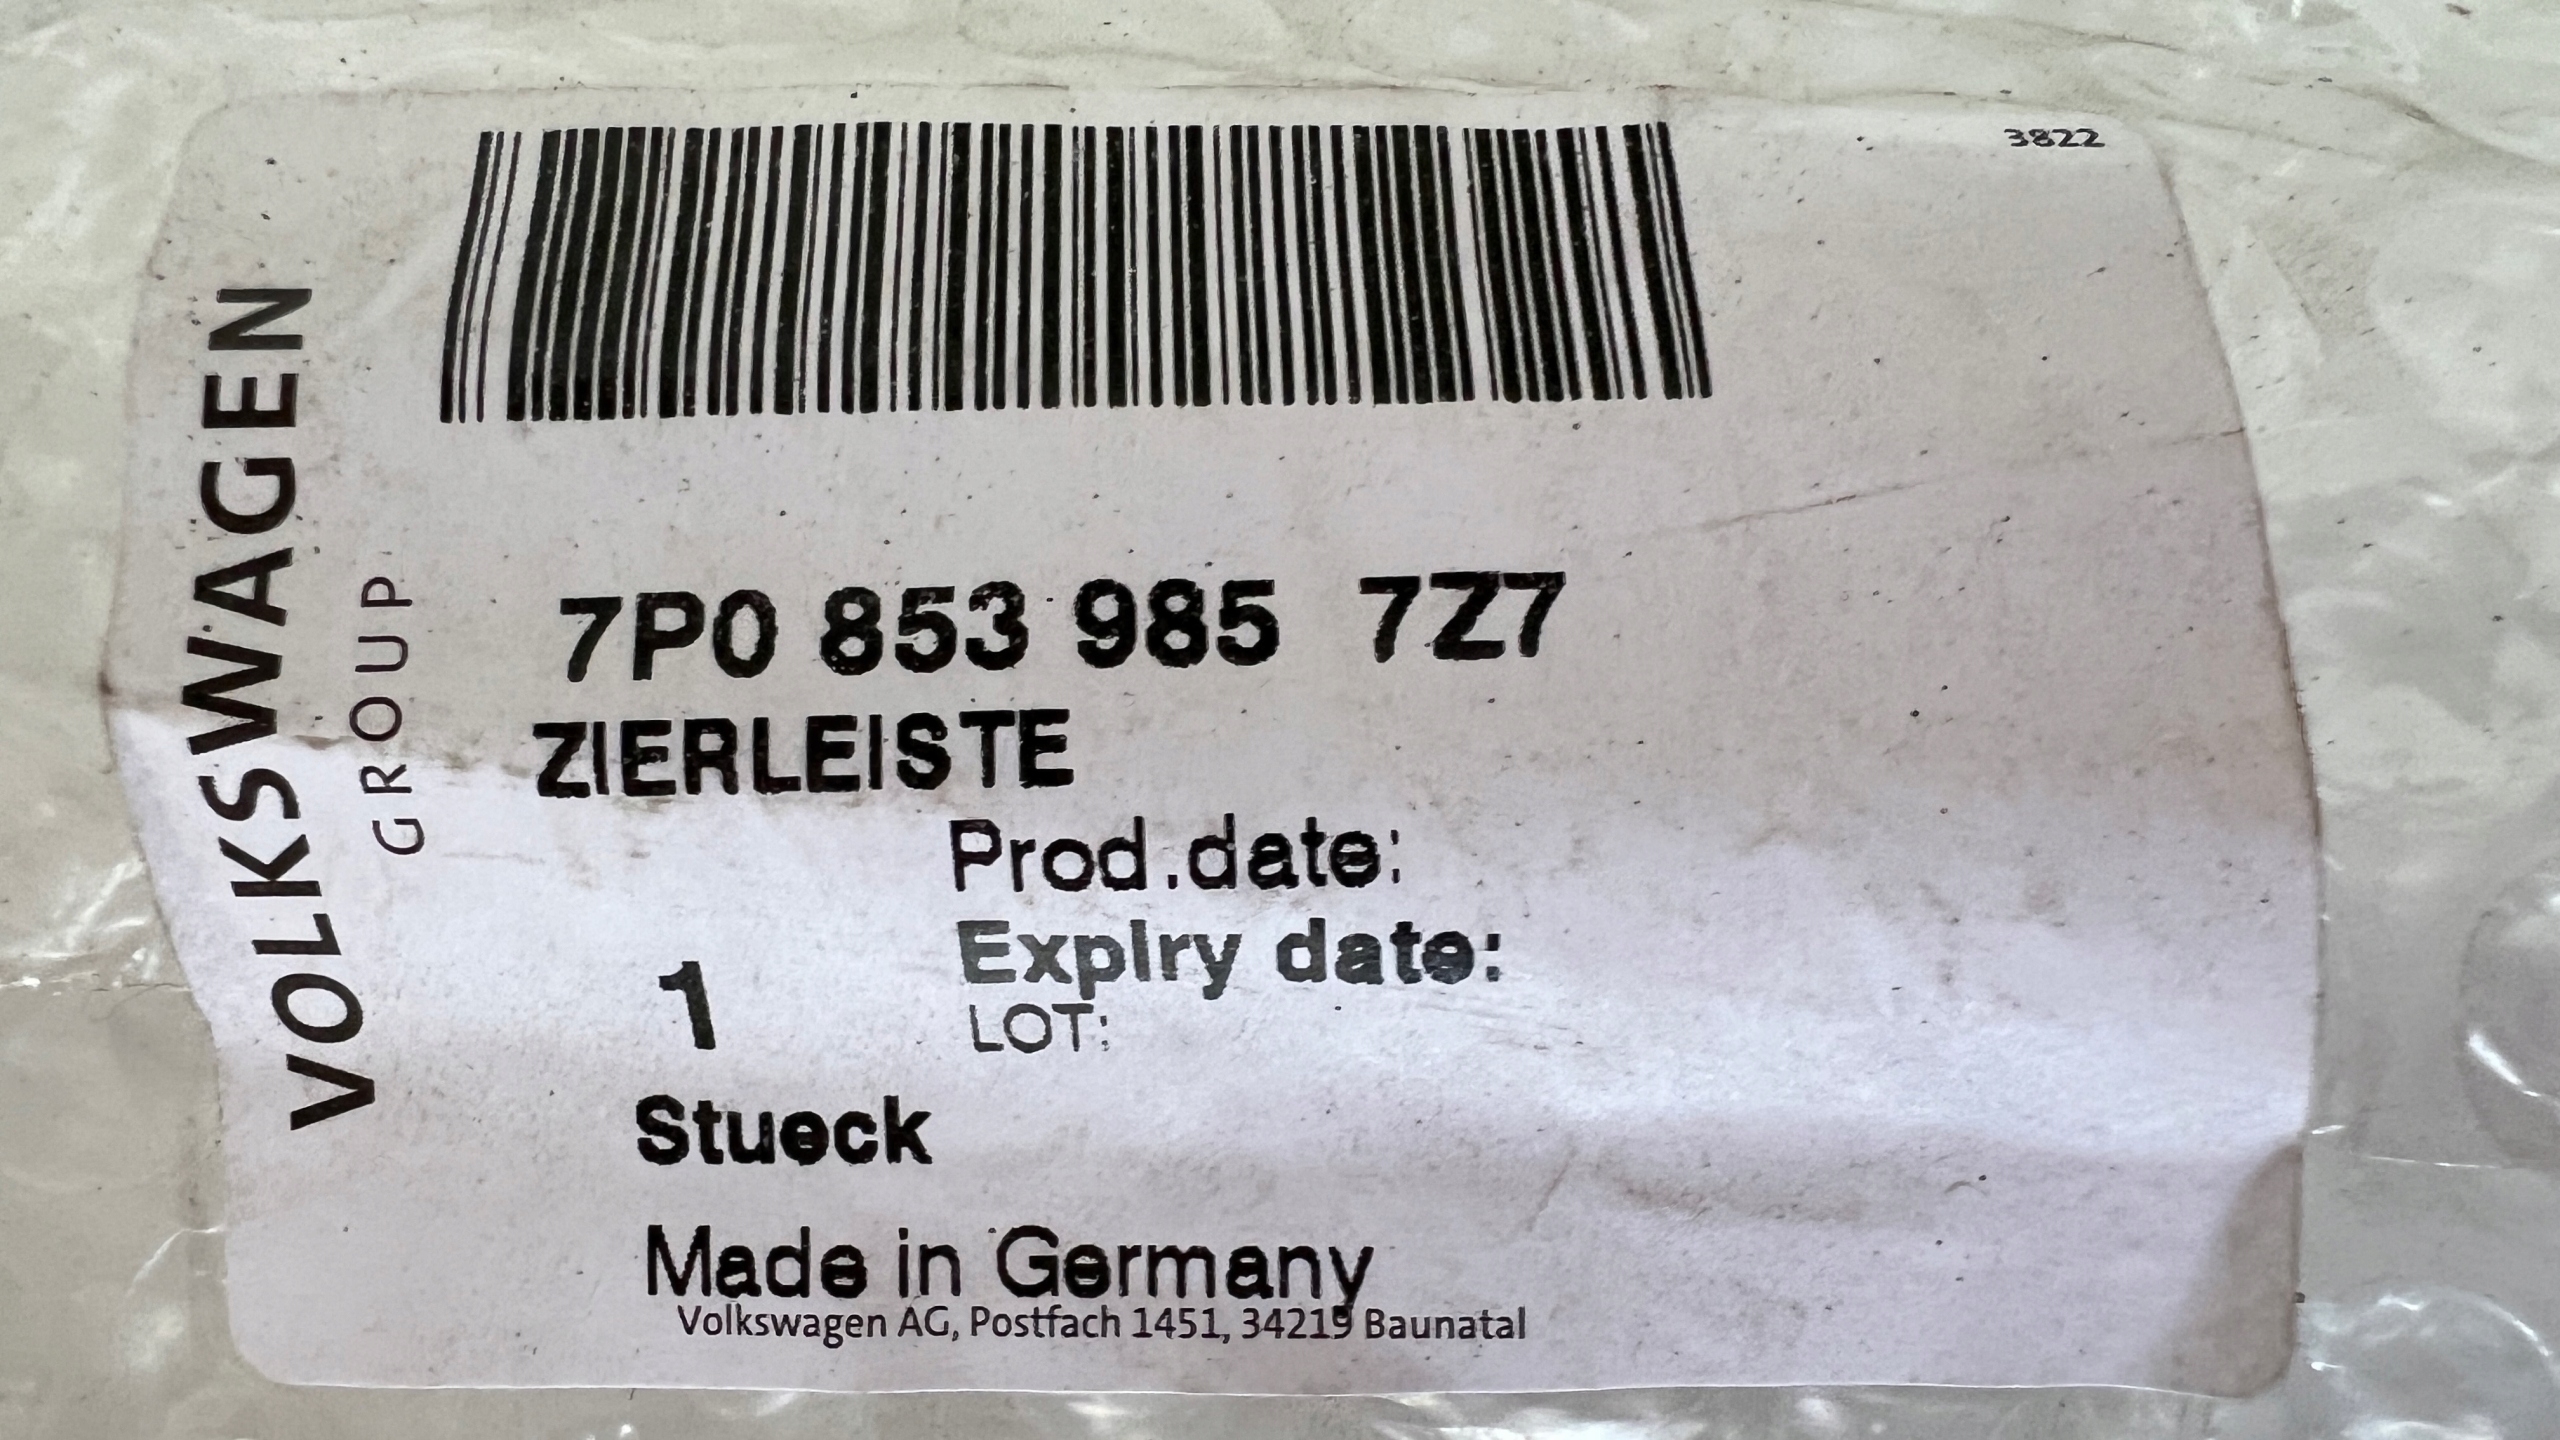 3822
VOLKSWAGEN
GROUP
7P0 853 985 7Z7
ZIERLEISTE
Prod.date:
Expiry date:
LOT:
1
Stueck
Made in Germany
Volkswagen AG, Postfach 1451, 34219 Baunatal